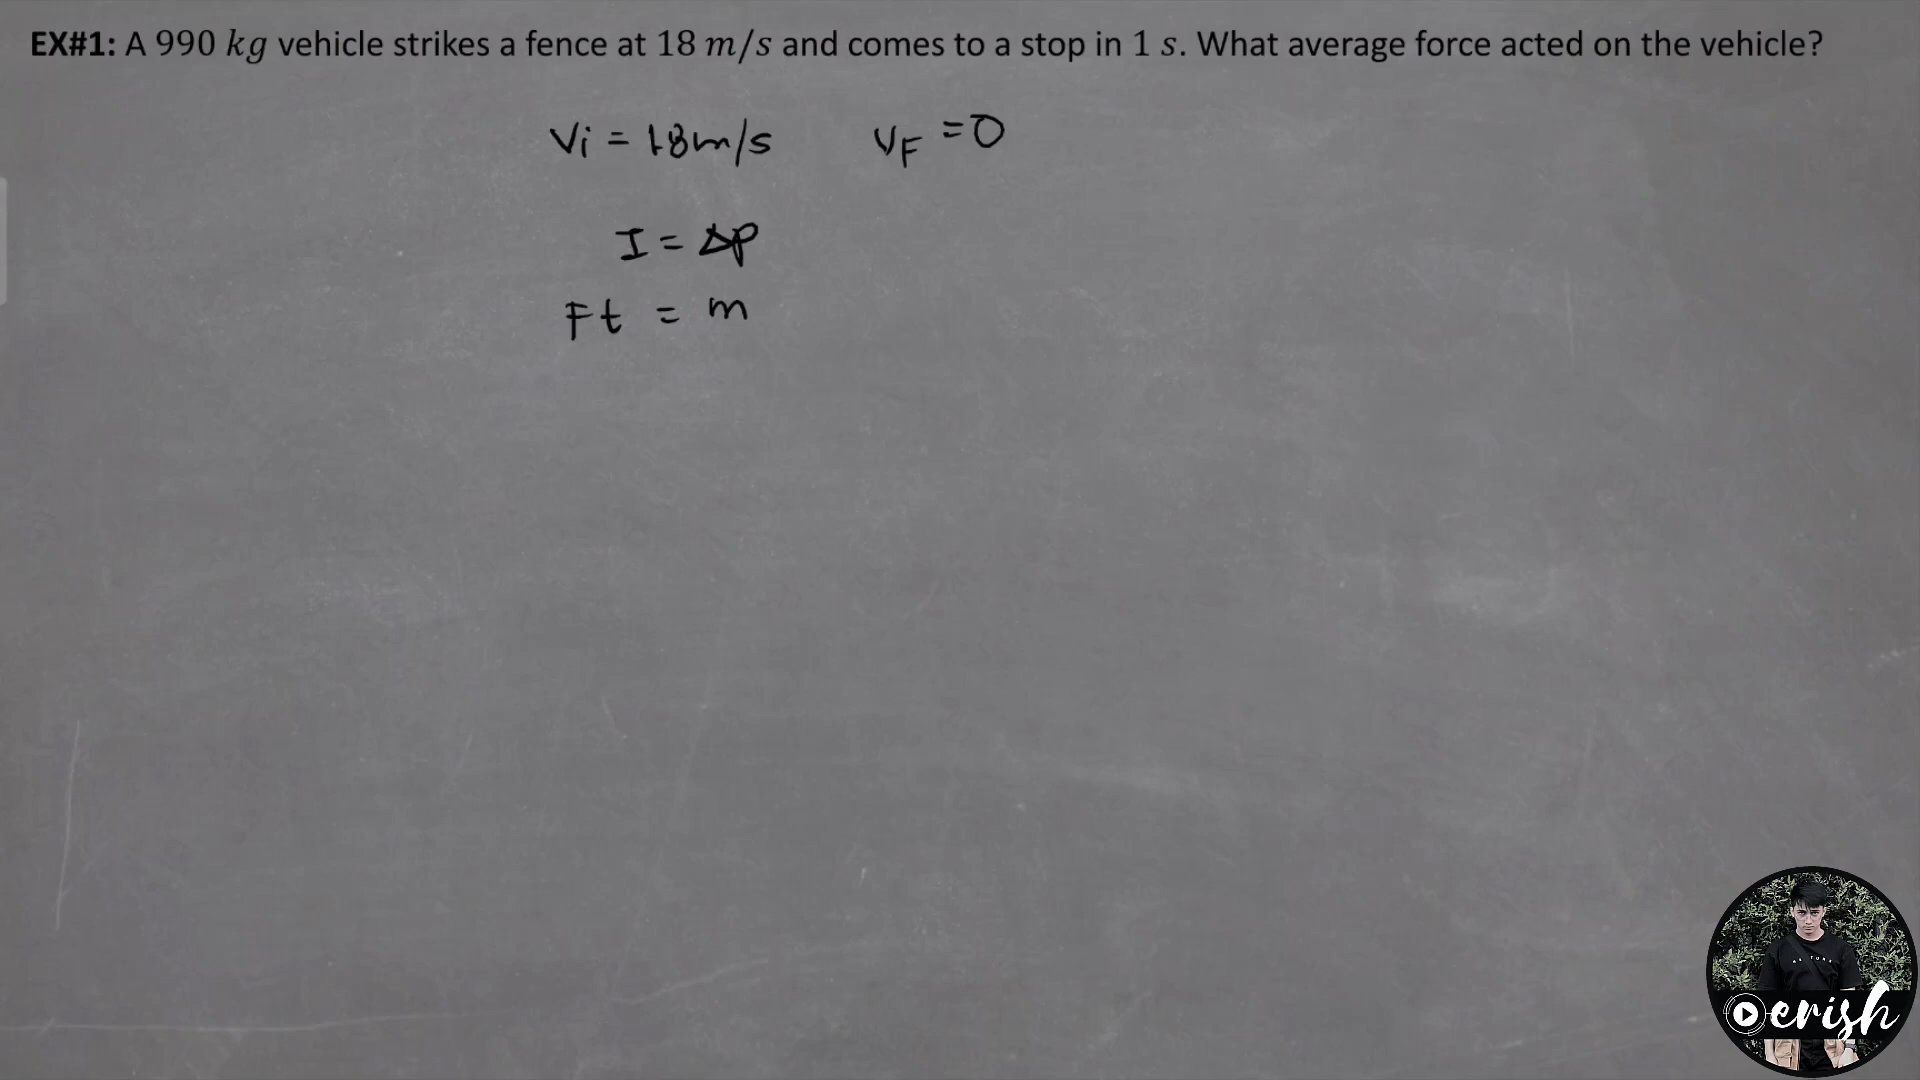 EX#1: A 990 kg vehicle strikes a fence at 18 m/s and comes to a stop in 1 s. What average force acted on the vehicle?
Vi = 18m/s VF = 0
I = ΔP
Ft = m
erish